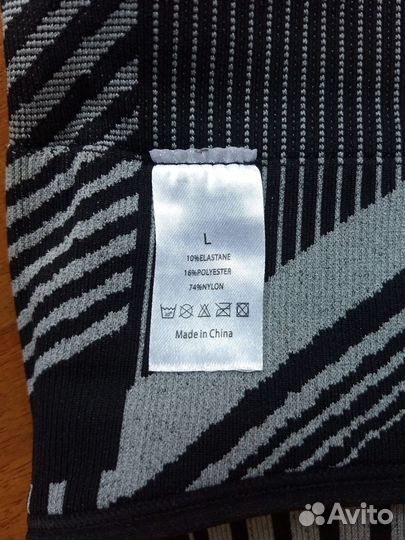 L
10%ELASTANE
16%POLYESTER
74%NYLON
Made in China
Avito